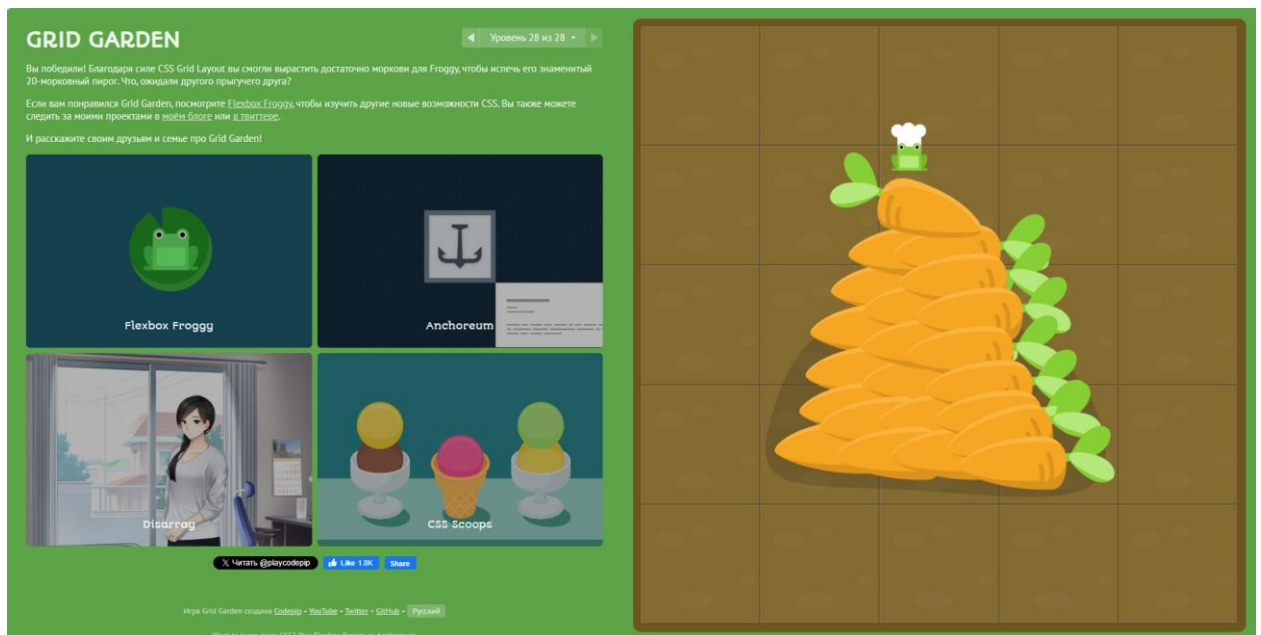 GRID GARDEN
Уровень 28 из 28
Вы победили! Благодаря силе CSS Grid Layout вы смогли вырастить достаточно моркови для Froggy, чтобы испечь его знаменитый
20-морковный пирог. Что, ожидали другого прыгучего друга?
Если вам понравился Grid Garden, посмотрите Flexbox Froggy, чтобы изучить другие новые возможности CSS. Вы также можете
следить за моими проектами в моём блоге или в твиттере.
И расскажите своим друзьям и семье про Grid Garden!
Flexbox Froggy
Anchoreum
Disarray
CSS Scoops
Читать @playcodepip
Like 1.8K
Share
Игра Grid Garden создана Codepip • YouTube • Twitter • GitHub • Русский